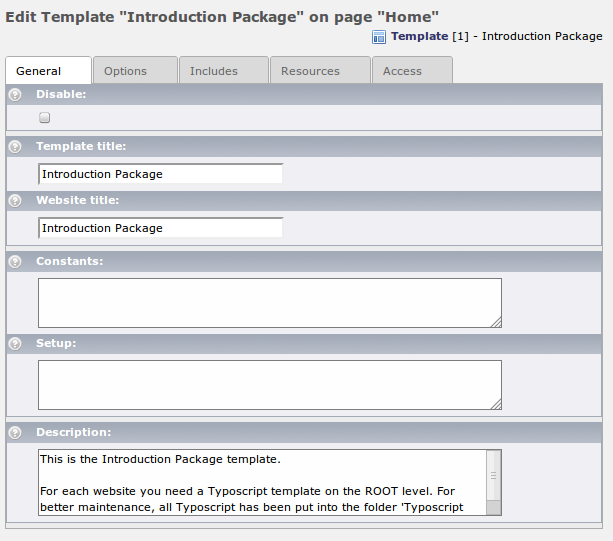 Edit Template "Introduction Package" on page "Home"
Template [1] - Introduction Package
General Options Includes Resources Access
Disable:
Template title:
Introduction Package
Website title:
Introduction Package
Constants:
Setup:
Description:
This is the Introduction Package template.
For each website you need a Typoscript template on the ROOT level. For
better maintenance, all Typoscript has been put into the folder 'Typoscript